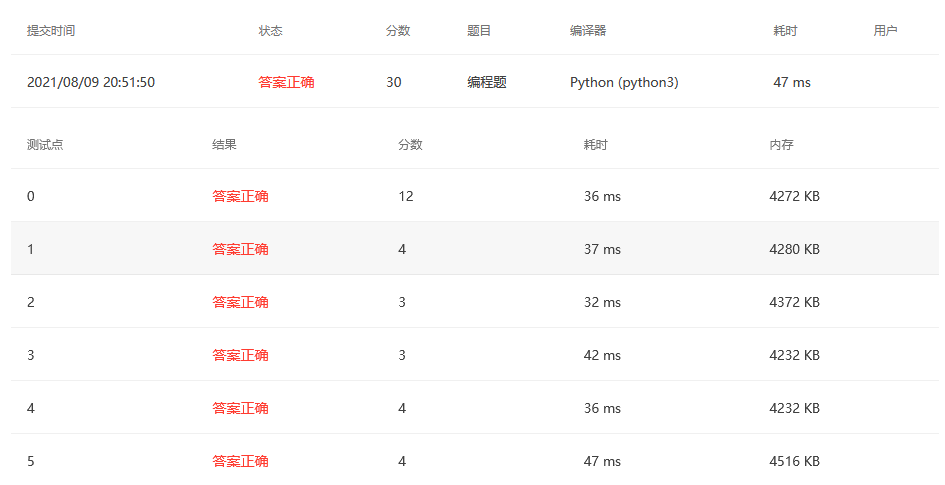 提交时间 状态 分数 题目 编译器 耗时 用户
2021/08/09 20:51:50 答案正确 30 编程题 Python (python3) 47 ms
测试点 结果 分数 耗时 内存
0 答案正确 12 36 ms 4272 KB
1 答案正确 4 37 ms 4280 KB
2 答案正确 3 32 ms 4372 KB
3 答案正确 3 42 ms 4232 KB
4 答案正确 4 36 ms 4232 KB
5 答案正确 4 47 ms 4516 KB